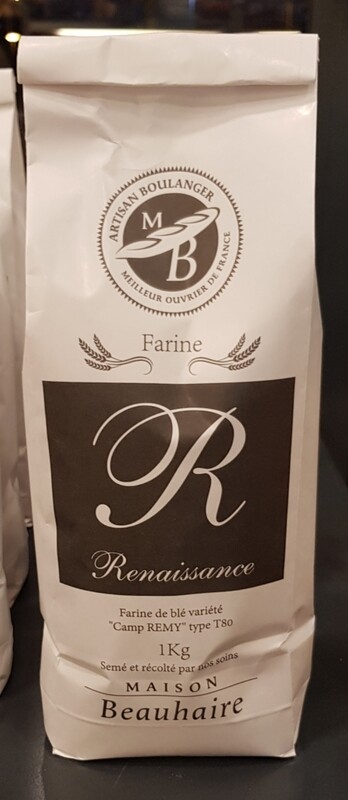 ARTISAN BOULANGER
M
B
MEILLEUR OUVRIER DE FRANCE
Farine
R
Renaissance
Farine de blé variété
"Camp REMY" type T80
1Kg
Semé et récolté par nos soins
MAISON
Beauhaire